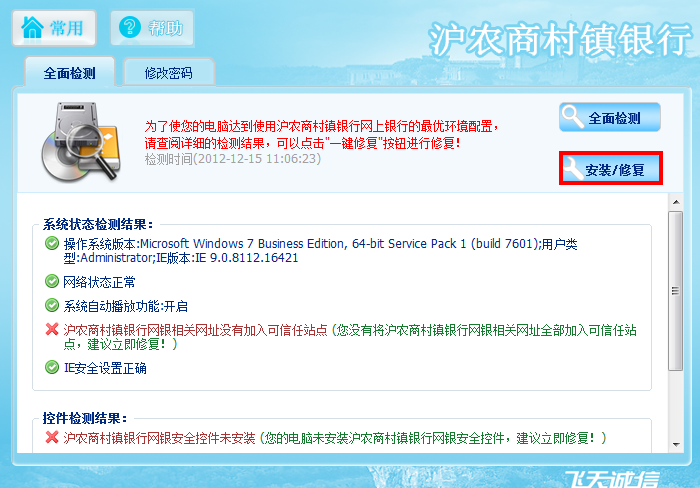 常用
帮助
沪农商村镇银行
全面检测
修改密码
为了使您的电脑达到使用沪农商村镇银行网上银行的最优环境配置，
请查阅详细的检测结果，可以点击"一键修复"按钮进行修复！
检测时间(2012-12-15 11:06:23)
全面检测
安装/修复
系统状态检测结果：
操作系统版本:Microsoft Windows 7 Business Edition, 64-bit Service Pack 1 (build 7601);用户类
型:Administrator;IE版本:IE 9.0.8112.16421
网络状态正常
系统自动播放功能:开启
沪农商村镇银行网银相关网址没有加入可信任站点 (您没有将沪农商村镇银行网银相关网址全部加入可信任站
点，建议立即修复！)
IE安全设置正确
控件检测结果：
沪农商村镇银行网银安全控件未安装 (您的电脑未安装沪农商村镇银行网银安全控件，建议立即修复！)
飞天诚信